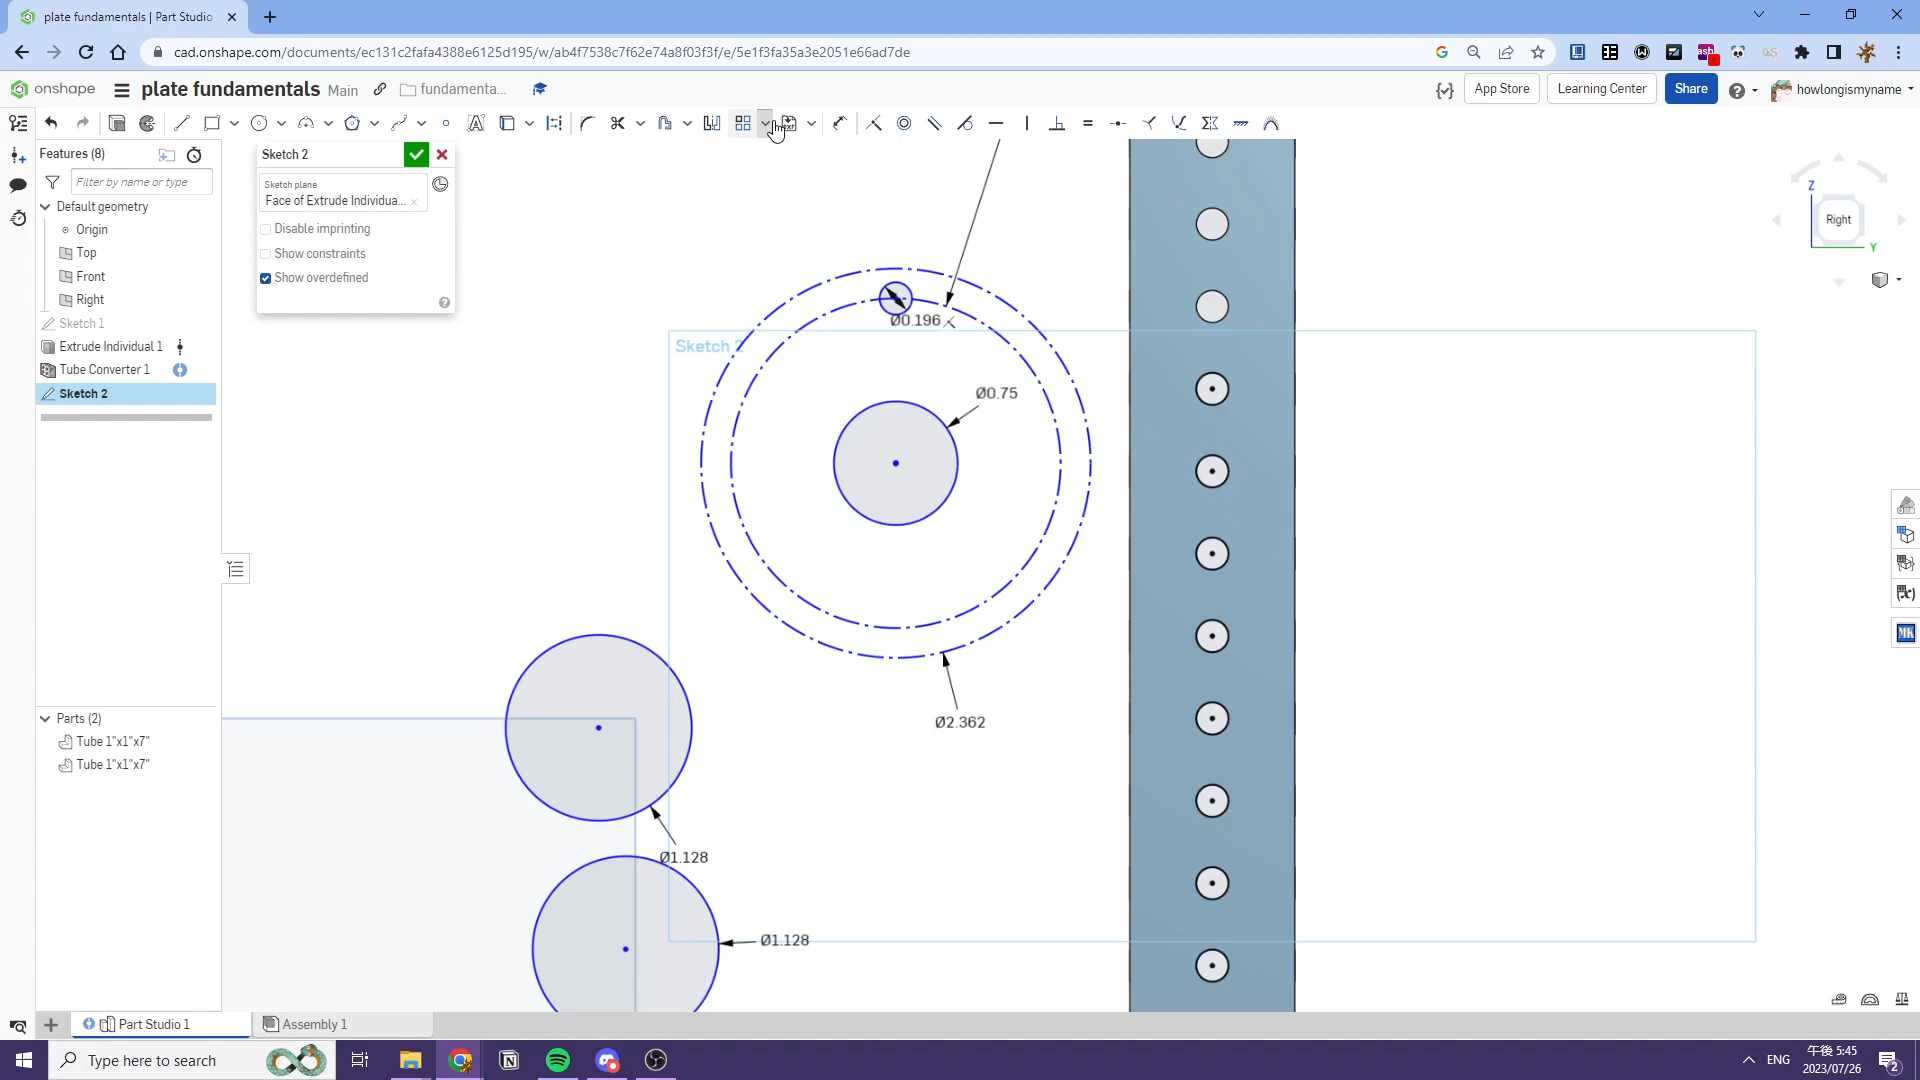 plate fundamentals | Part Studio
cad.onshape.com/documents/ec131c2fafa4388e6125d195/w/ab4f7538c7f62e74a8f03f3f/e/5e1f3fa35a3e2051e66ad7de
onshape
plate fundamentals
Main
fundamenta...
App Store
Learning Center
Share
howlongismyname
Features (8)
Filter by name or type
Default geometry
Origin
Top
Front
Right
Sketch 1
Extrude Individual 1
Tube Converter 1
Sketch 2
Parts (2)
Tube 1"x1"x7"
Tube 1"x1"x7"
Sketch 2
Sketch plane
Face of Extrude Individua...
Disable imprinting
Show constraints
Show overdefined
Sketch 2
Ø0.196
Ø0.75
Ø2.362
Ø1.128
Ø1.128
Z
Right
Y
MK
Part Studio 1
Assembly 1
Type here to search
ENG
午後 5:45
2023/07/26
2